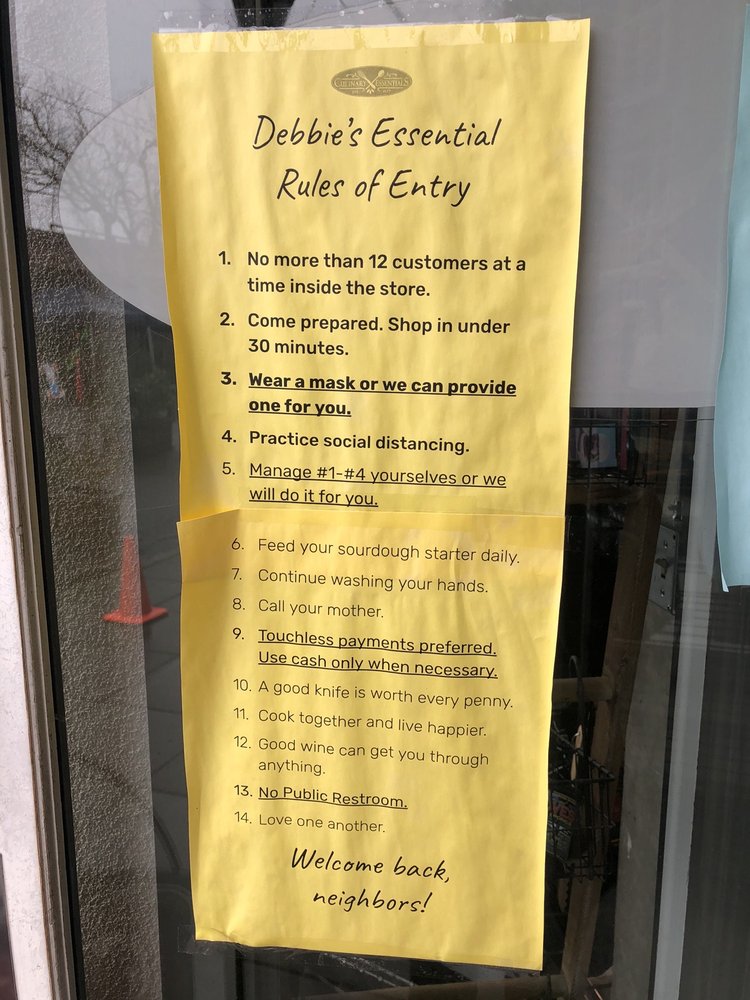 CULINARY ESSENTIALS
Debbie's Essential
Rules of Entry
1. No more than 12 customers at a
time inside the store.
2. Come prepared. Shop in under
30 minutes.
3. Wear a mask or we can provide
one for you.
4. Practice social distancing.
5. Manage #1-#4 yourselves or we
will do it for you.
6. Feed your sourdough starter daily.
7. Continue washing your hands.
8. Call your mother.
9. Touchless payments preferred.
Use cash only when necessary.
10. A good knife is worth every penny.
11. Cook together and live happier.
12. Good wine can get you through
anything.
13. No Public Restroom.
14. Love one another.
Welcome back,
neighbors!